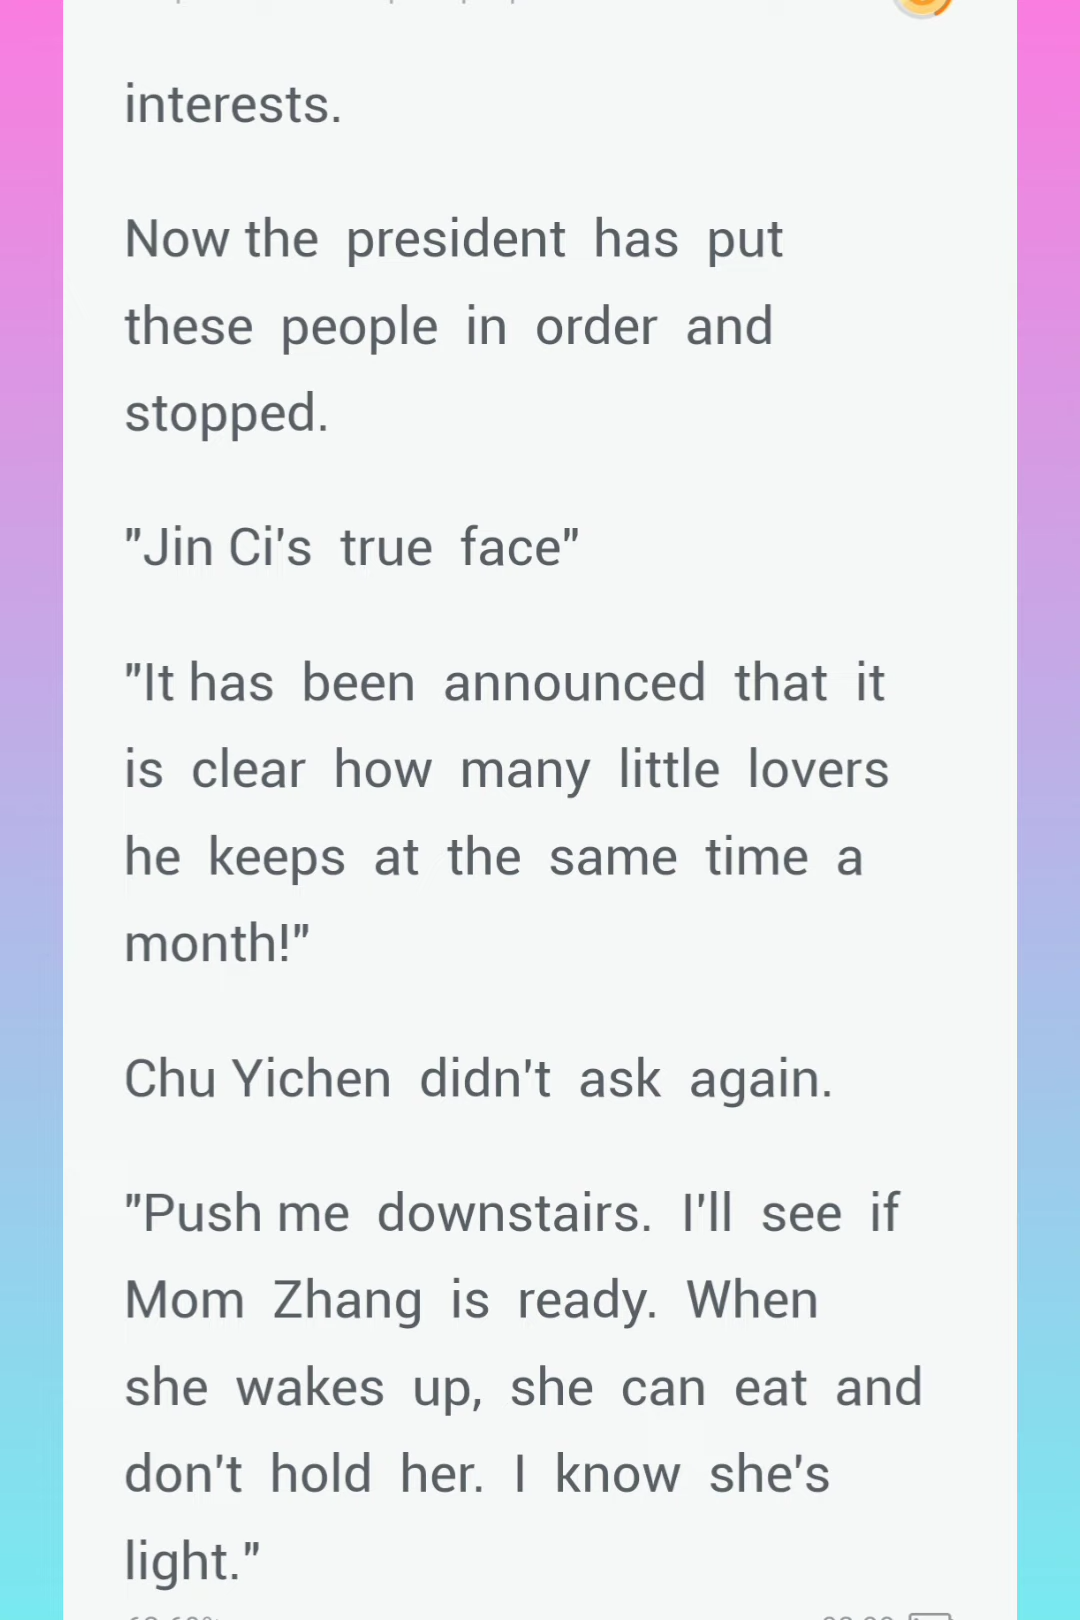 interests.
Now the president has put
these people in order and
stopped.
"Jin Ci's true face"
"It has been announced that it
is clear how many little lovers
he keeps at the same time a
month!"
Chu Yichen didn't ask again.
"Push me downstairs. I'll see if
Mom Zhang is ready. When
she wakes up, she can eat and
don't hold her. I know she's
light."